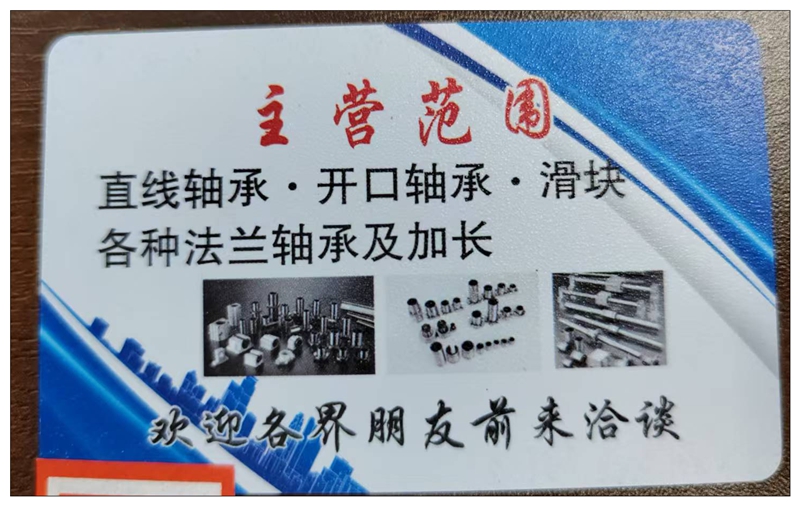 主营范围
直线轴承·开口轴承·滑块
各种法兰轴承及加长
欢迎各界朋友前来洽谈